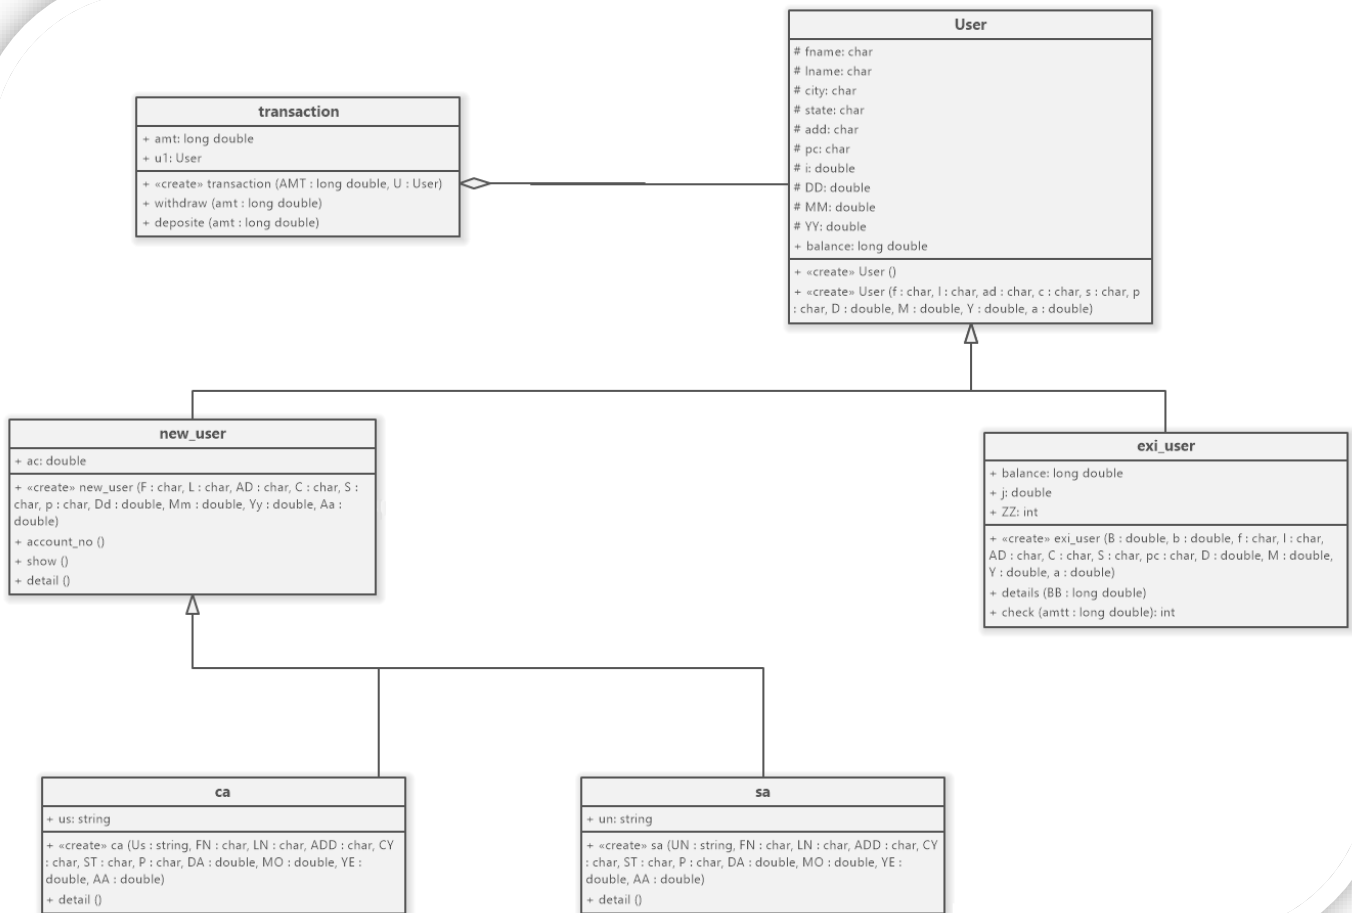 User
# fname: char
# lname: char
# city: char
# state: char
# add: char
# pc: char
# i: double
# DD: double
# MM: double
# YY: double
+ balance: long double
+ «create» User ()
+ «create» User (f : char, l : char, ad : char, c : char, s : char, p
: char, D : double, M : double, Y : double, a : double)
transaction
+ amt: long double
+ u1: User
+ «create» transaction (AMT : long double, U : User)
+ withdraw (amt : long double)
+ deposite (amt : long double)
new_user
+ ac: double
+ «create» new_user (F : char, L : char, AD : char, C : char, S :
char, p : char, Dd : double, Mm : double, Yy : double, Aa :
double)
+ account_no ()
+ show ()
+ detail ()
exi_user
+ balance: long double
+ j: double
+ ZZ: int
+ «create» exi_user (B : double, b : double, f : char, l : char,
AD : char, C : char, S : char, pc : char, D : double, M : double,
Y : double, a : double)
+ details (BB : long double)
+ check (amtt : long double): int
ca
+ us: string
+ «create» ca (Us : string, FN : char, LN : char, ADD : char, CY
: char, ST : char, P : char, DA : double, MO : double, YE :
double, AA : double)
+ detail ()
sa
+ un: string
+ «create» sa (UN : string, FN : char, LN : char, ADD : char, CY
: char, ST : char, P : char, DA : double, MO : double, YE :
double, AA : double)
+ detail ()